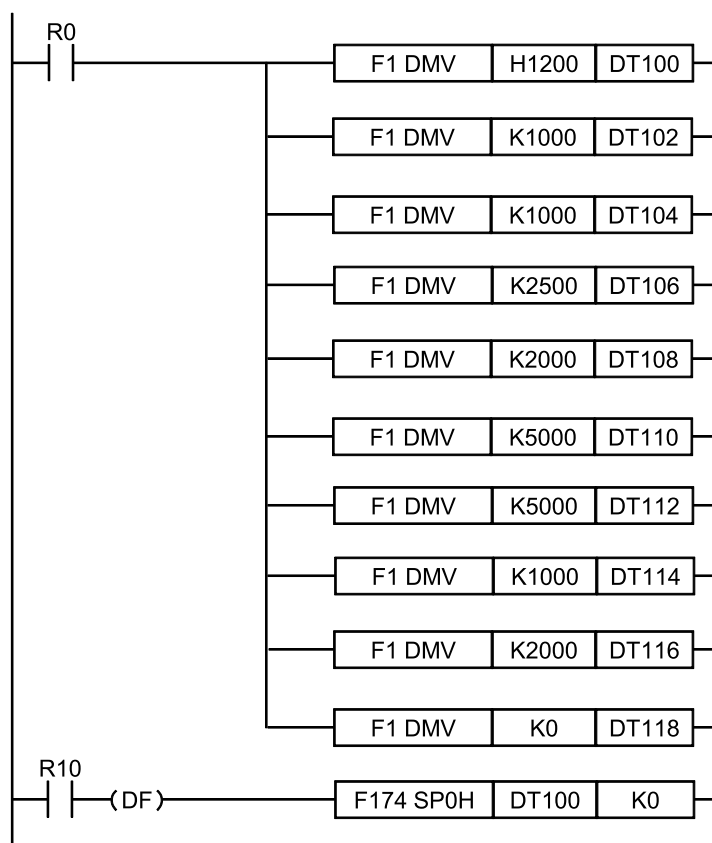 R0
F1 DMV H1200 DT100
F1 DMV K1000 DT102
F1 DMV K1000 DT104
F1 DMV K2500 DT106
F1 DMV K2000 DT108
F1 DMV K5000 DT110
F1 DMV K5000 DT112
F1 DMV K1000 DT114
F1 DMV K2000 DT116
F1 DMV K0 DT118
R10
(DF) F174 SP0H DT100 K0